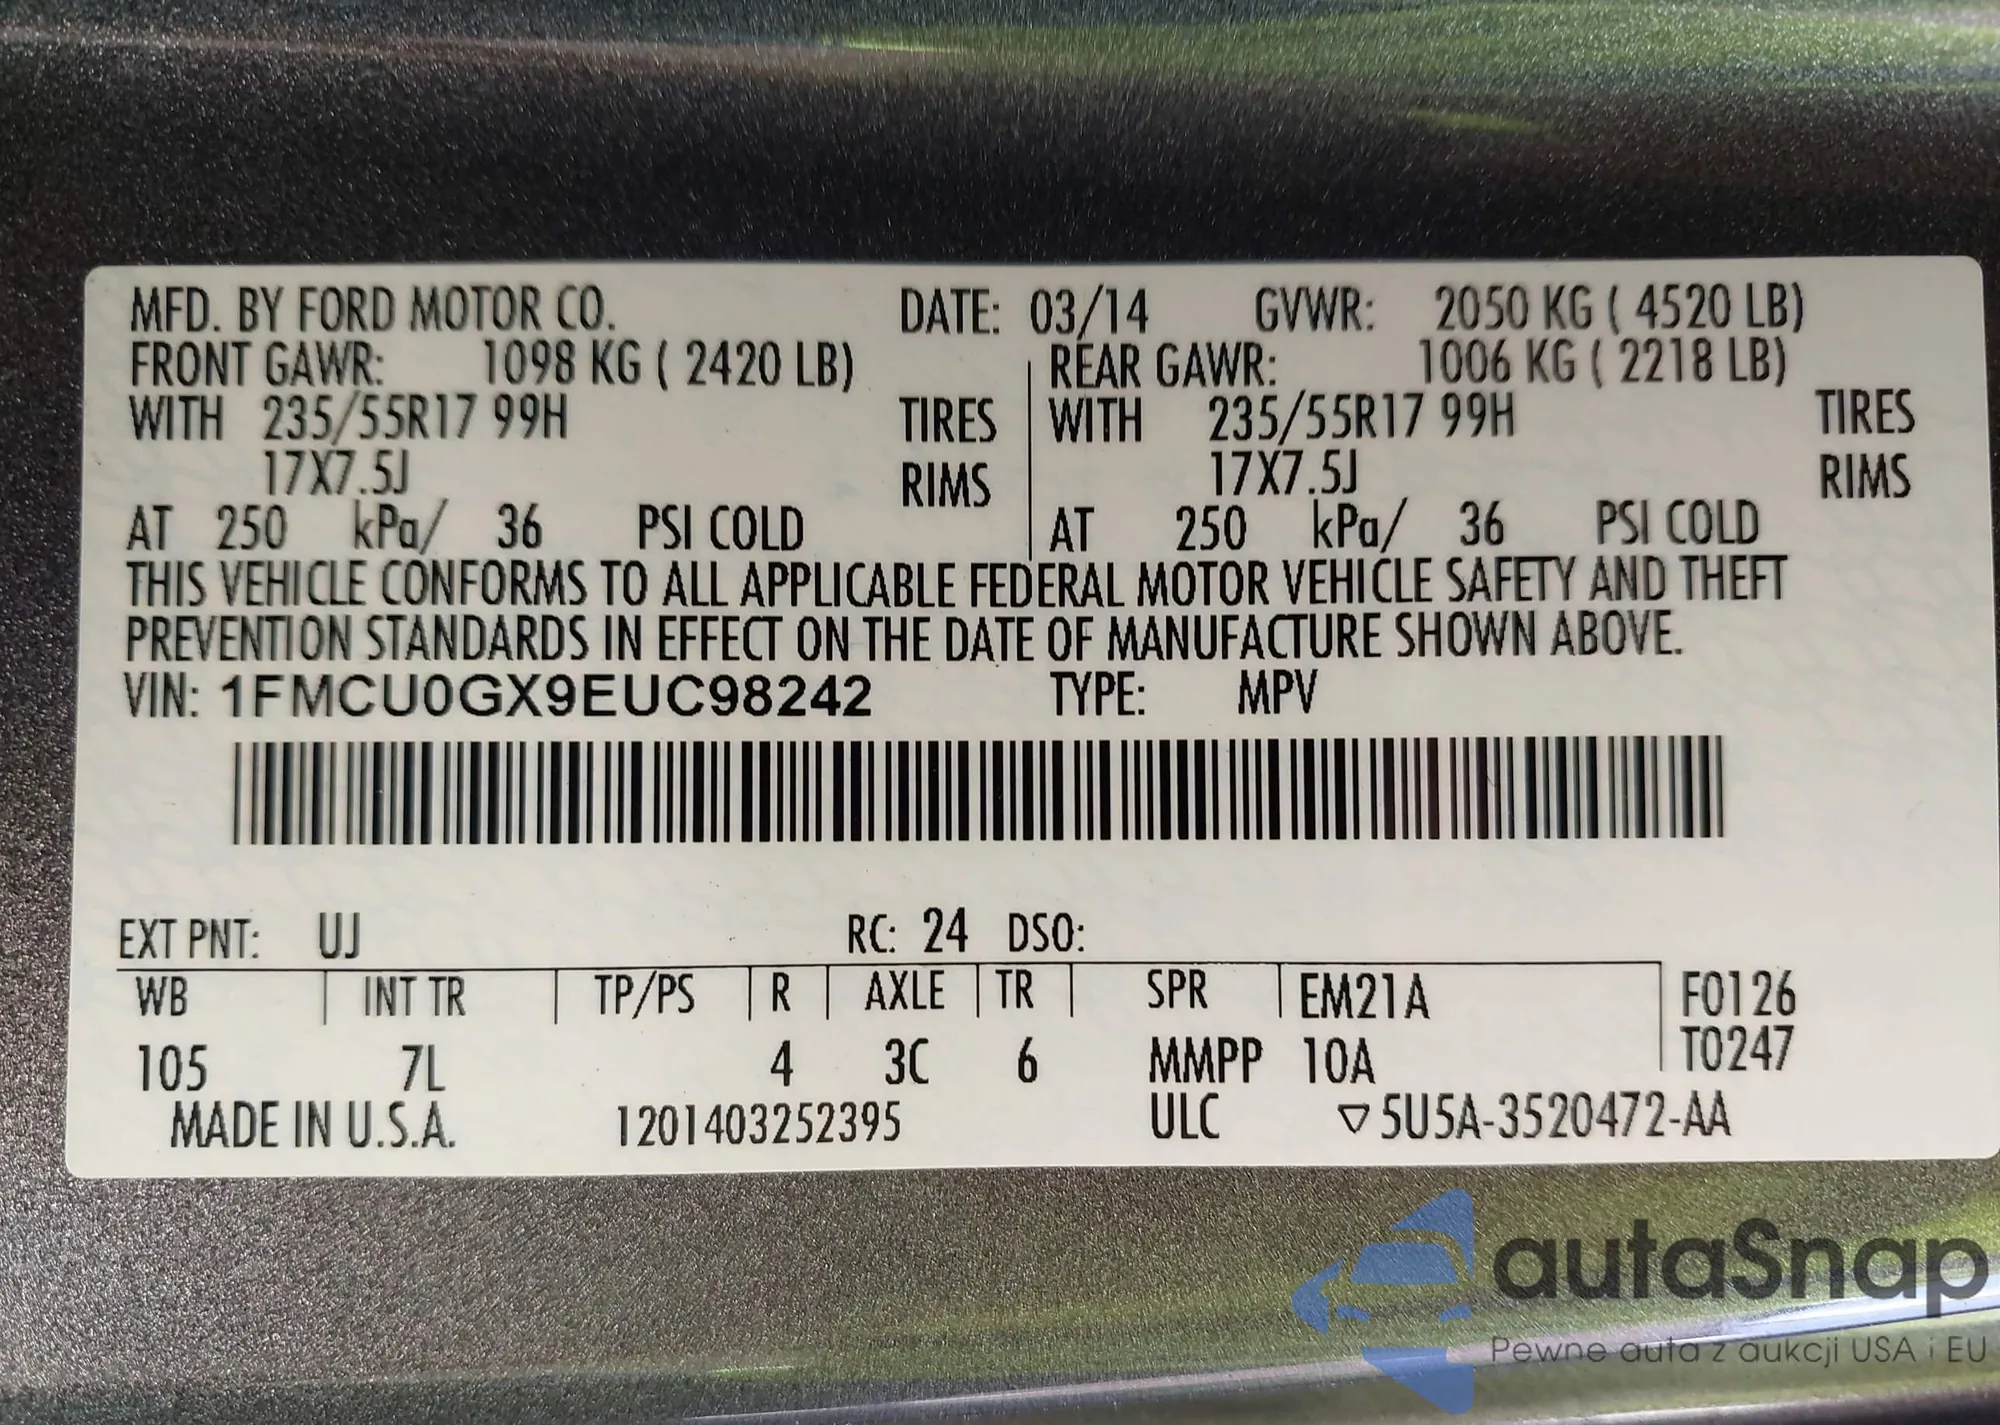 MFD. BY FORD MOTOR CO. DATE: 03/14 GVWR: 2050 KG ( 4520 LB)
FRONT GAWR: 1098 KG ( 2420 LB) REAR GAWR: 1006 KG ( 2218 LB)
WITH 235/55R17 99H TIRES WITH 235/55R17 99H TIRES
17X7.5J RIMS 17X7.5J RIMS
AT 250 kPa/ 36 PSI COLD AT 250 kPa/ 36 PSI COLD
THIS VEHICLE CONFORMS TO ALL APPLICABLE FEDERAL MOTOR VEHICLE SAFETY AND THEFT
PREVENTION STANDARDS IN EFFECT ON THE DATE OF MANUFACTURE SHOWN ABOVE.
VIN: 1FMCU0GX9EUC98242 TYPE: MPV
EXT PNT: UJ RC: 24 DSO:
WB INT TR TP/PS R AXLE TR SPR EM21A F0126
105 7L 4 3C 6 MMPP 10A T0247
MADE IN U.S.A. 1201403252395 ULC ▽5U5A-3520472-AA
autaSnap
Pewne auta z aukcji USA i EU